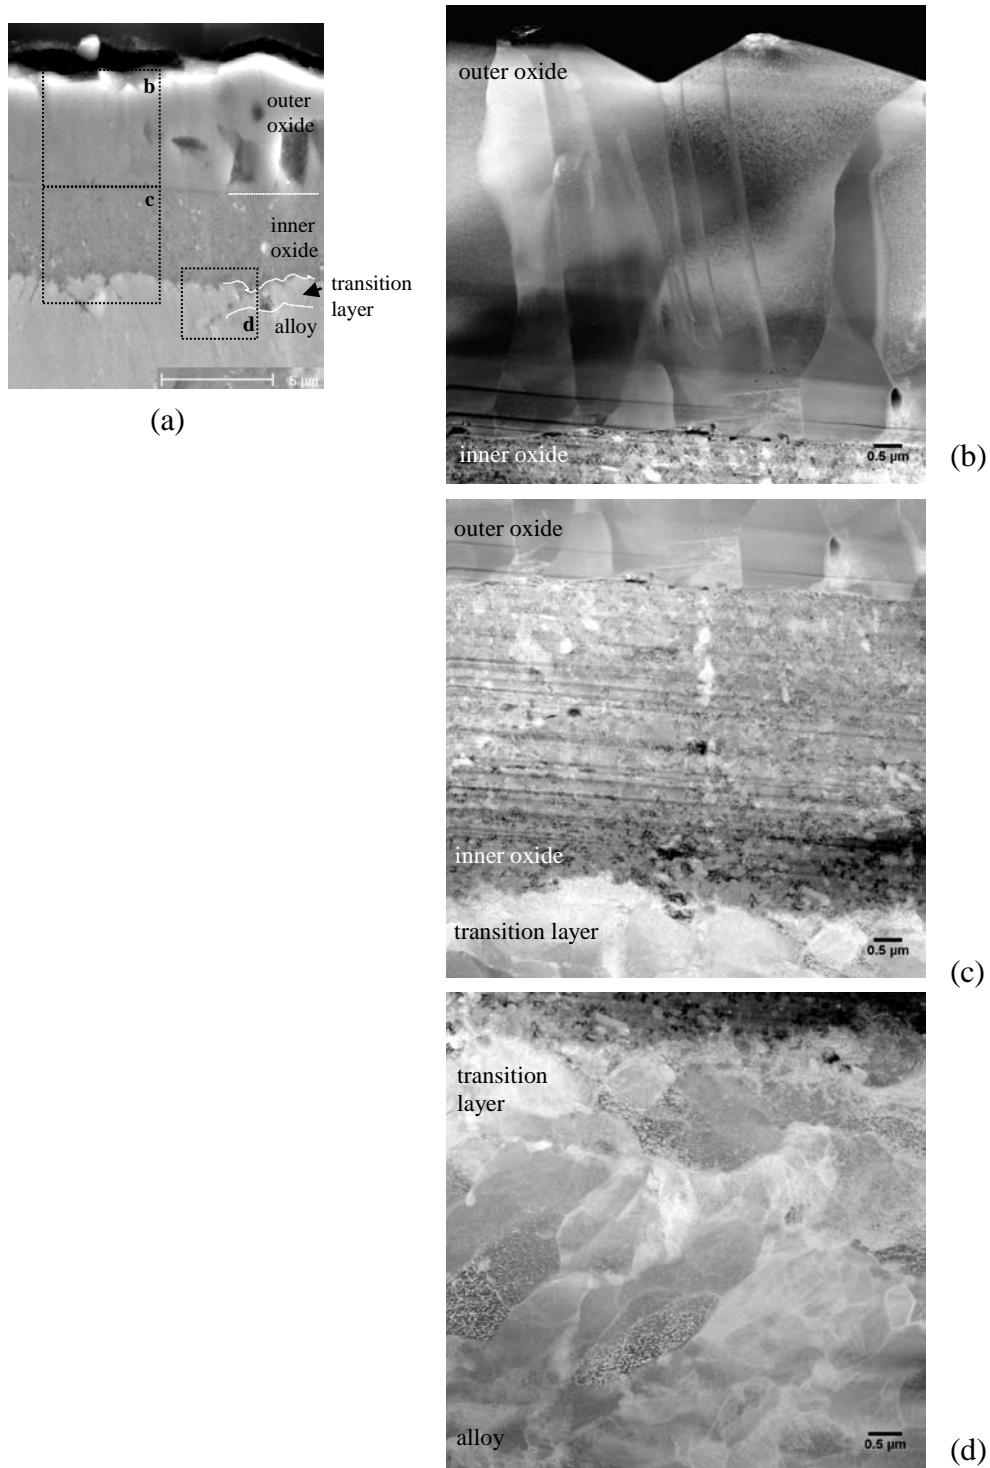 b
outer
oxide
c
inner
oxide
transition
layer
d
alloy
5 µm
(a)
outer oxide
inner oxide
0.5 µm
(b)
outer oxide
inner oxide
transition layer
0.5 µm
(c)
transition
layer
alloy
0.5 µm
(d)